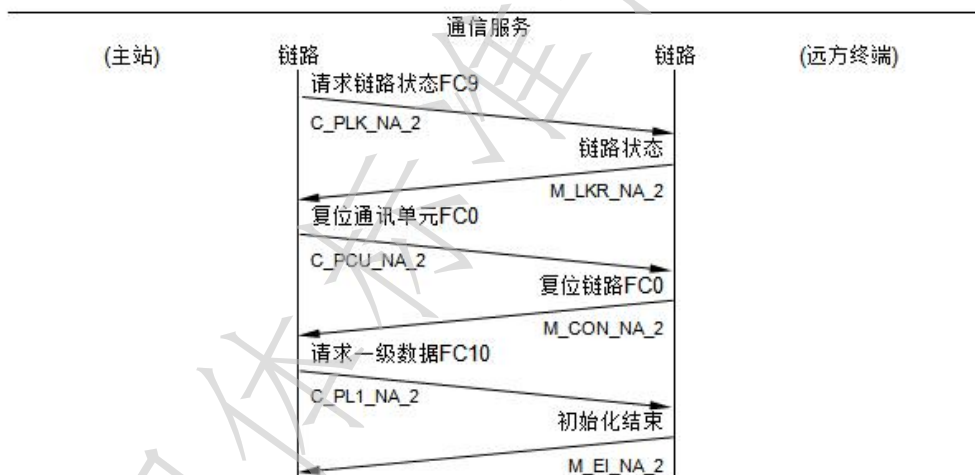 通信服务
(主站) 链路 链路 (远方终端)
请求链路状态FC9
C_PLK_NA_2
链路状态
M_LKR_NA_2
复位通讯单元FC0
C_PCU_NA_2
复位链路FC0
M_CON_NA_2
请求一级数据FC10
C_PL1_NA_2
初始化结束
M_EI_NA_2